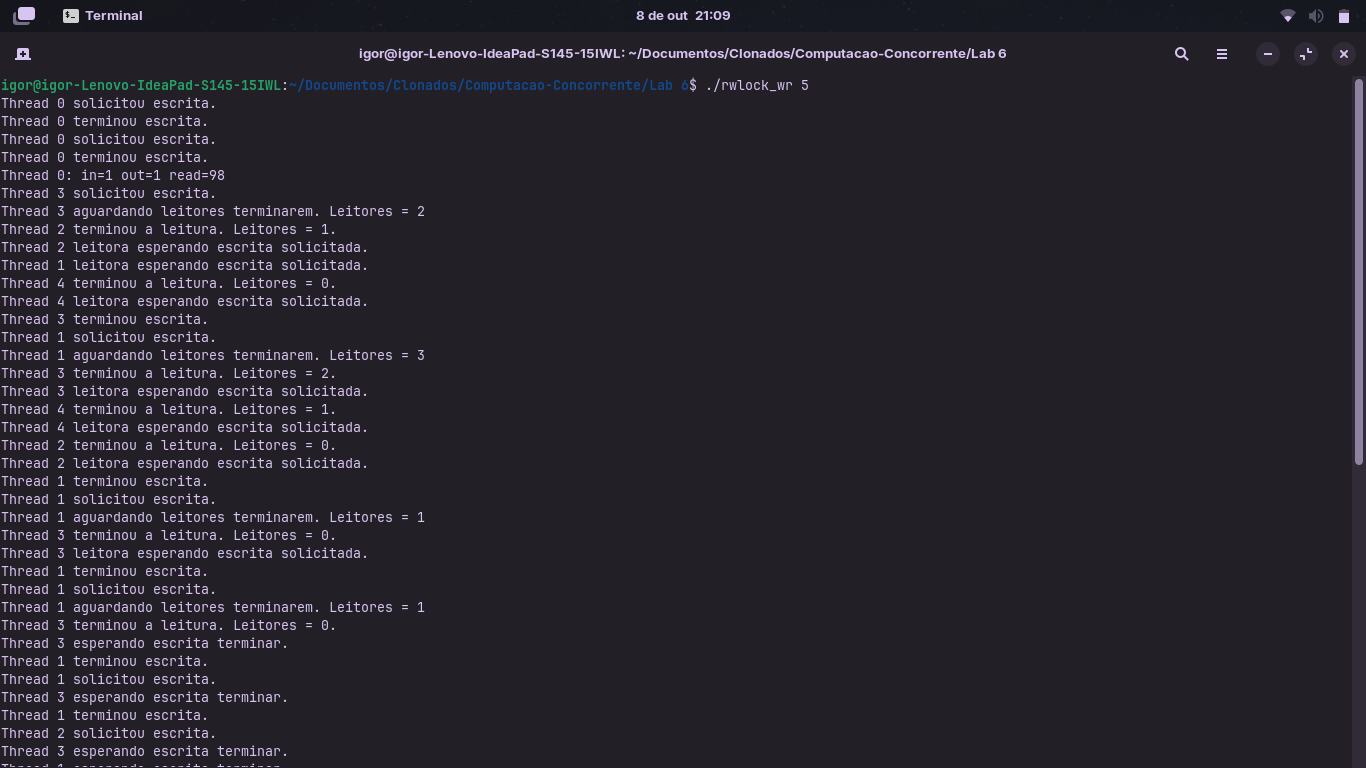 Terminal
8 de out 21:09
igor@igor-Lenovo-IdeaPad-S145-15IWL: ~/Documentos/Clonados/Computacao-Concorrente/Lab 6
igor@igor-Lenovo-IdeaPad-S145-15IWL:~/Documentos/Clonados/Computacao-Concorrente/Lab 6$ ./rwlock_wr 5
Thread 0 solicitou escrita.
Thread 0 terminou escrita.
Thread 0 solicitou escrita.
Thread 0 terminou escrita.
Thread 0: in=1 out=1 read=98
Thread 3 solicitou escrita.
Thread 3 aguardando leitores terminarem. Leitores = 2
Thread 2 terminou a leitura. Leitores = 1.
Thread 2 leitora esperando escrita solicitada.
Thread 1 leitora esperando escrita solicitada.
Thread 4 terminou a leitura. Leitores = 0.
Thread 4 leitora esperando escrita solicitada.
Thread 3 terminou escrita.
Thread 1 solicitou escrita.
Thread 1 aguardando leitores terminarem. Leitores = 3
Thread 3 terminou a leitura. Leitores = 2.
Thread 3 leitora esperando escrita solicitada.
Thread 4 terminou a leitura. Leitores = 1.
Thread 4 leitora esperando escrita solicitada.
Thread 2 terminou a leitura. Leitores = 0.
Thread 2 leitora esperando escrita solicitada.
Thread 1 terminou escrita.
Thread 1 solicitou escrita.
Thread 1 aguardando leitores terminarem. Leitores = 1
Thread 3 terminou a leitura. Leitores = 0.
Thread 3 leitora esperando escrita solicitada.
Thread 1 terminou escrita.
Thread 1 solicitou escrita.
Thread 1 aguardando leitores terminarem. Leitores = 1
Thread 3 terminou a leitura. Leitores = 0.
Thread 3 esperando escrita terminar.
Thread 1 terminou escrita.
Thread 1 solicitou escrita.
Thread 3 esperando escrita terminar.
Thread 1 terminou escrita.
Thread 2 solicitou escrita.
Thread 3 esperando escrita terminar.